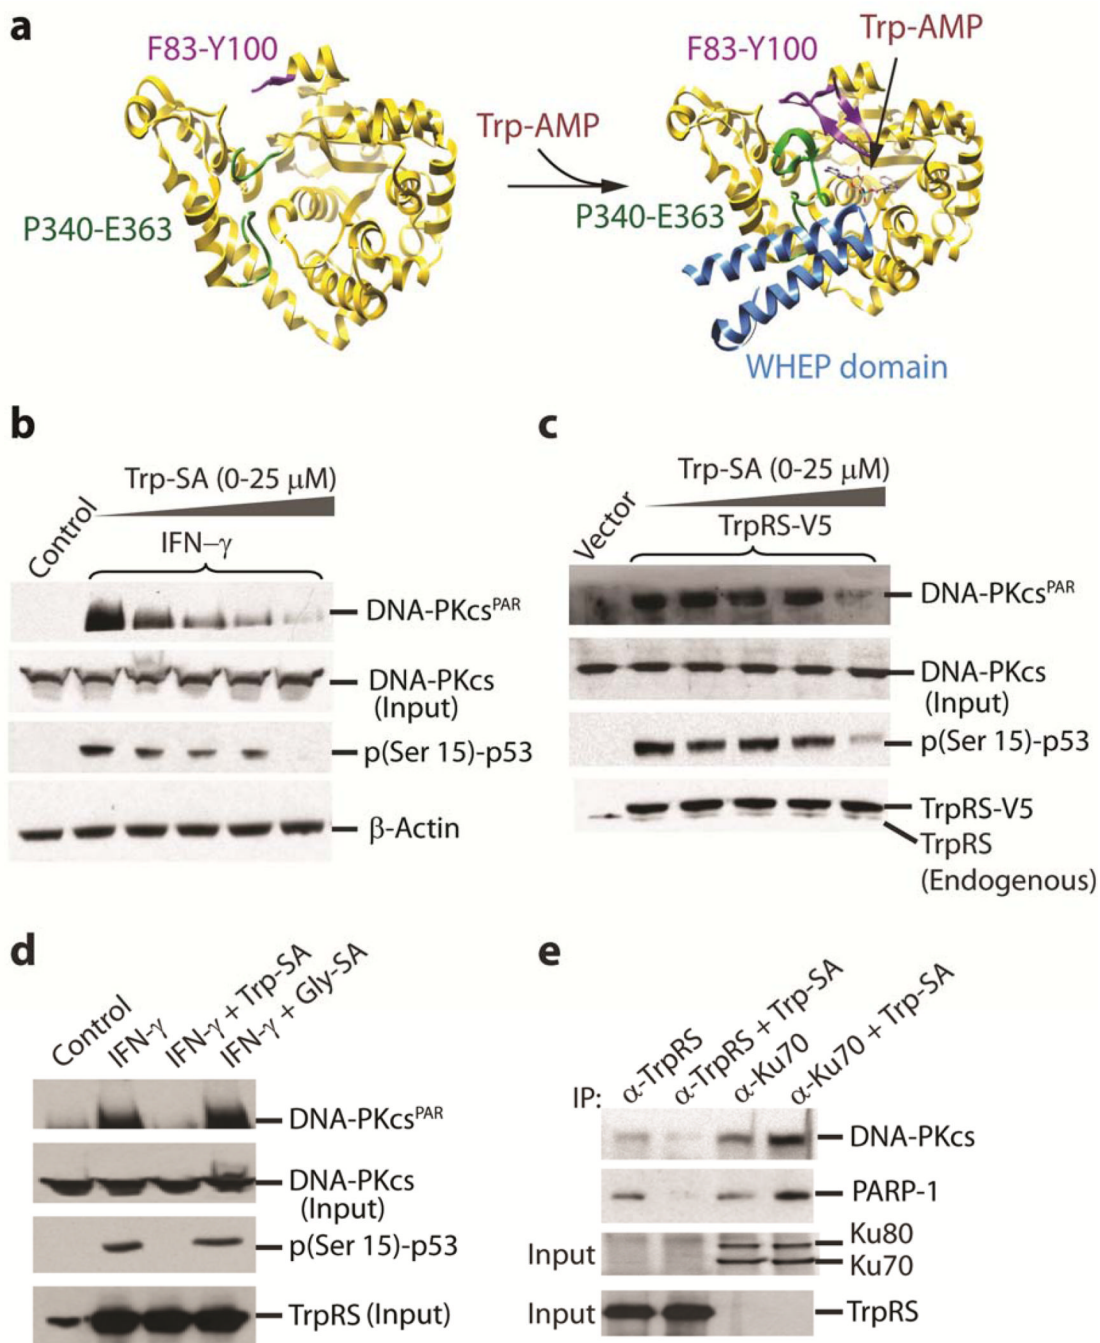 a
F83-Y100
P340-E363
Trp-AMP
F83-Y100
Trp-AMP
P340-E363
WHEP domain
b
Trp-SA (0-25 μM)
Control
IFN–γ
DNA-PKcsPAR
DNA-PKcs
(Input)
p(Ser 15)-p53
β-Actin
c
Trp-SA (0-25 μM)
Vector
TrpRS-V5
DNA-PKcsPAR
DNA-PKcs
(Input)
p(Ser 15)-p53
TrpRS-V5
TrpRS
(Endogenous)
d
Control
IFN-γ
IFN-γ + Trp-SA
IFN-γ + Gly-SA
DNA-PKcsPAR
DNA-PKcs
(Input)
p(Ser 15)-p53
TrpRS (Input)
e
IP:
α-TrpRS
α-TrpRS + Trp-SA
α-Ku70
α-Ku70 + Trp-SA
DNA-PKcs
PARP-1
Input
Ku80
Ku70
Input
TrpRS